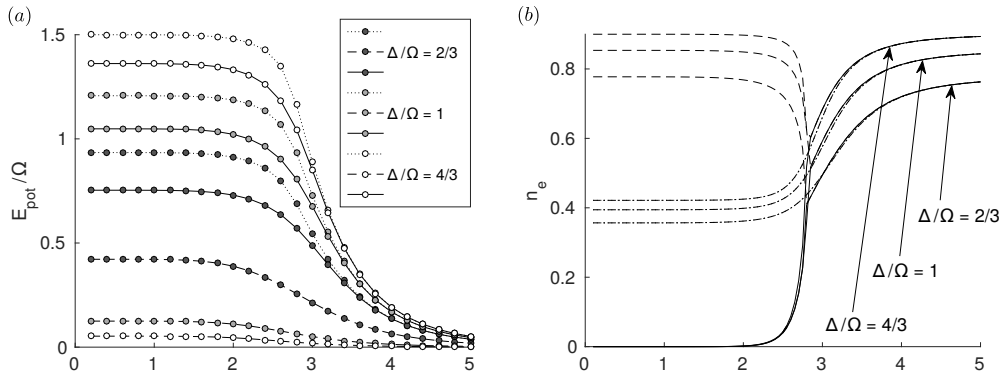 (a)
1.5
1
0.5
0
E_pot/Ω
Δ/Ω = 2/3
Δ/Ω = 1
Δ/Ω = 4/3
0 1 2 3 4 5
(b)
0.8
0.6
0.4
0.2
0
n_e
Δ/Ω = 2/3
Δ/Ω = 1
Δ/Ω = 4/3
0 1 2 3 4 5